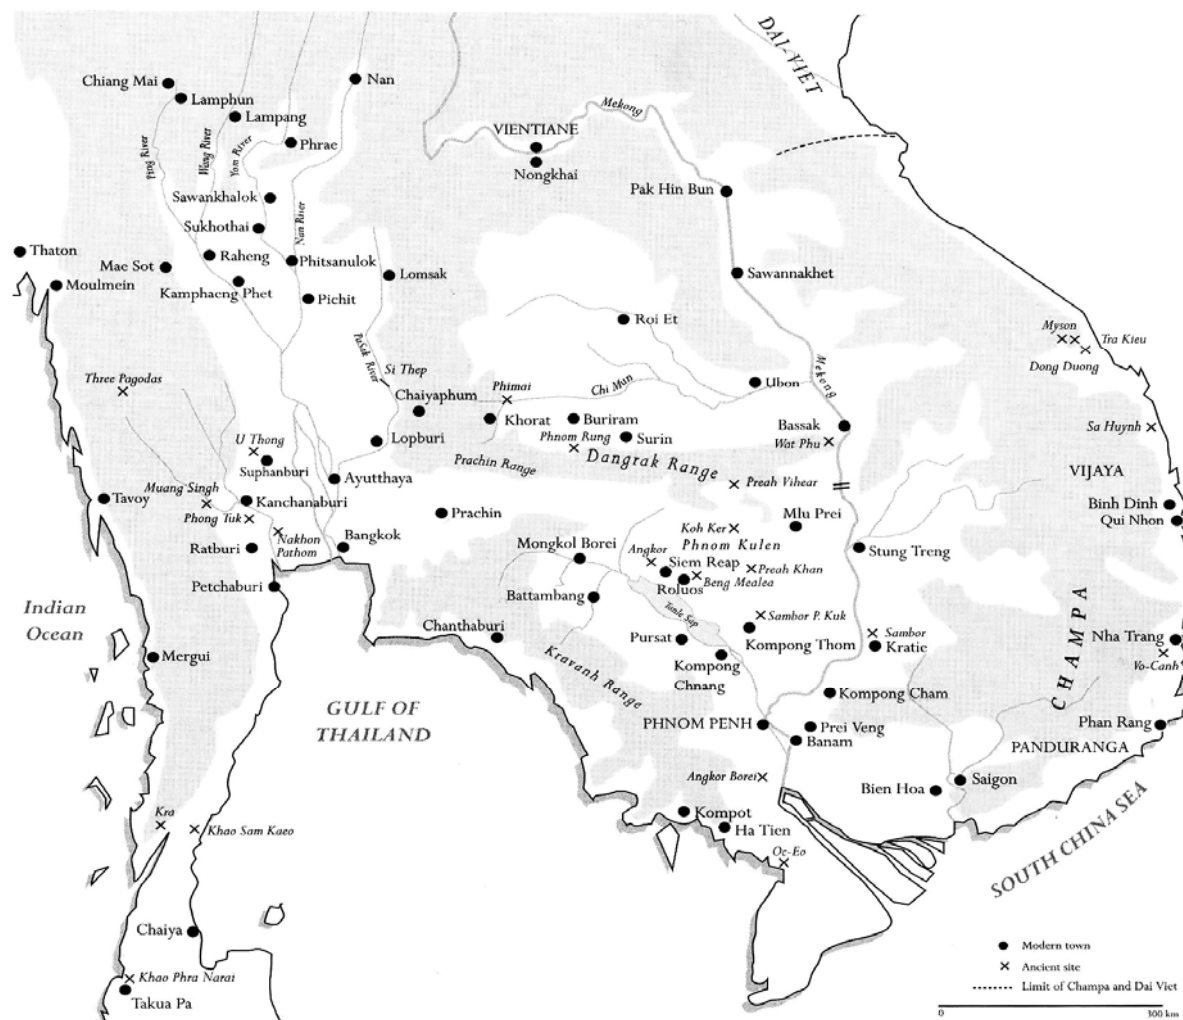 DAI-VIET
Chiang Mai
Nan
Lamphun
Mekong
Lampang
VIENTIANE
Ping River
Wang River
Yom River
Phrae
Nongkhai
Pak Hin Bun
Sawankhalok
Nan River
Sukhothai
Thaton
Raheng
Phitsanulok
Mae Sot
Lomsak
Sawannakhet
Moulmein
Kamphaeng Phet
Pichit
Roi Et
Myson
Tra Kieu
PaSak River
Mekong
Dong Duong
Three Pagodas
Si Thep
Phimai
Chi Mun
Ubon
Chaiyaphum
Khorat
Buriram
Bassak
Sa Huynh
U Thong
Lopburi
Phnom Rung
Surin
Wat Phu
Suphanburi
Prachin Range
Dangrak Range
VIJAYA
Ayutthaya
Preah Vihear
Muang Singh
Tavoy
Kanchanaburi
Binh Dinh
Phong Tuk
Prachin
Qui Nhon
Koh Ker
Mlu Prei
Nakhon
Pathom
Bangkok
Mongkol Borei
Phnom Kulen
Ratburi
Angkor
Siem Reap
Stung Treng
Preah Khan
Petchaburi
Roluos
Beng Mealea
Battambang
Indian
Ocean
Tonle Sap
CHAMPA
Sambor P. Kuk
Chanthaburi
Pursat
Kompong Thom
Sambor
Kratie
Nha Trang
Mergui
Kravanh Range
Kompong
Chnang
Vo-Canh
Kompong Cham
GULF OF
THAILAND
PHNOM PENH
Prei Veng
Phan Rang
Banam
PANDURANGA
Angkor Borei
Saigon
Bien Hoa
Kra
Khao Sam Kaeo
Kompot
Ha Tien
SOUTH CHINA SEA
Oc-Eo
Chaiya
Modern town
Khao Phra Narai
Ancient site
Takua Pa
Limit of Champa and Dai Viet
0
300 km